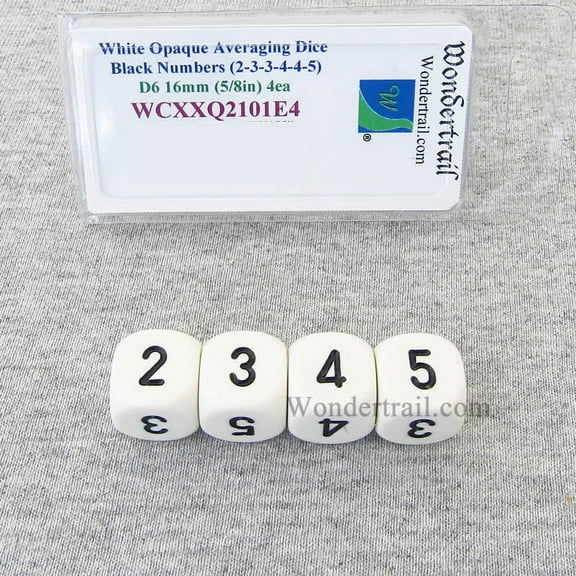 White Opaque Averaging Dice
Black Numbers (2-3-3-4-4-5)
D6 16mm (5/8in) 4ea
WCXXQ2101E4
W
®
Wondertrail
Wondertrail.com
2 3 4 5
3 5 4 3
Wondertrail.com